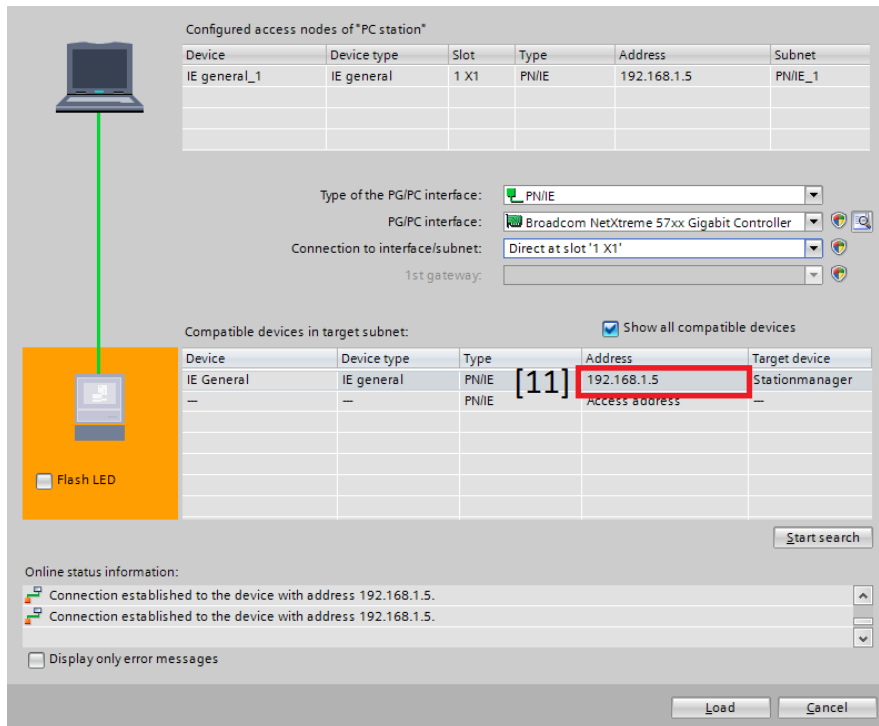 Configured access nodes of "PC station"
Device Device type Slot Type Address Subnet
IE general_1 IE general 1 X1 PN/IE 192.168.1.5 PN/IE_1
Type of the PG/PC interface: PN/IE
PG/PC interface: Broadcom NetXtreme 57xx Gigabit Controller
Connection to interface/subnet: Direct at slot '1 X1'
1st gateway:
Compatible devices in target subnet: Show all compatible devices
Device Device type Type Address Target device
IE General IE general PN/IE [11] 192.168.1.5 Stationmanager
— — PN/IE Access address —
Flash LED
Start search
Online status information:
Connection established to the device with address 192.168.1.5.
Connection established to the device with address 192.168.1.5.
Display only error messages
Load Cancel